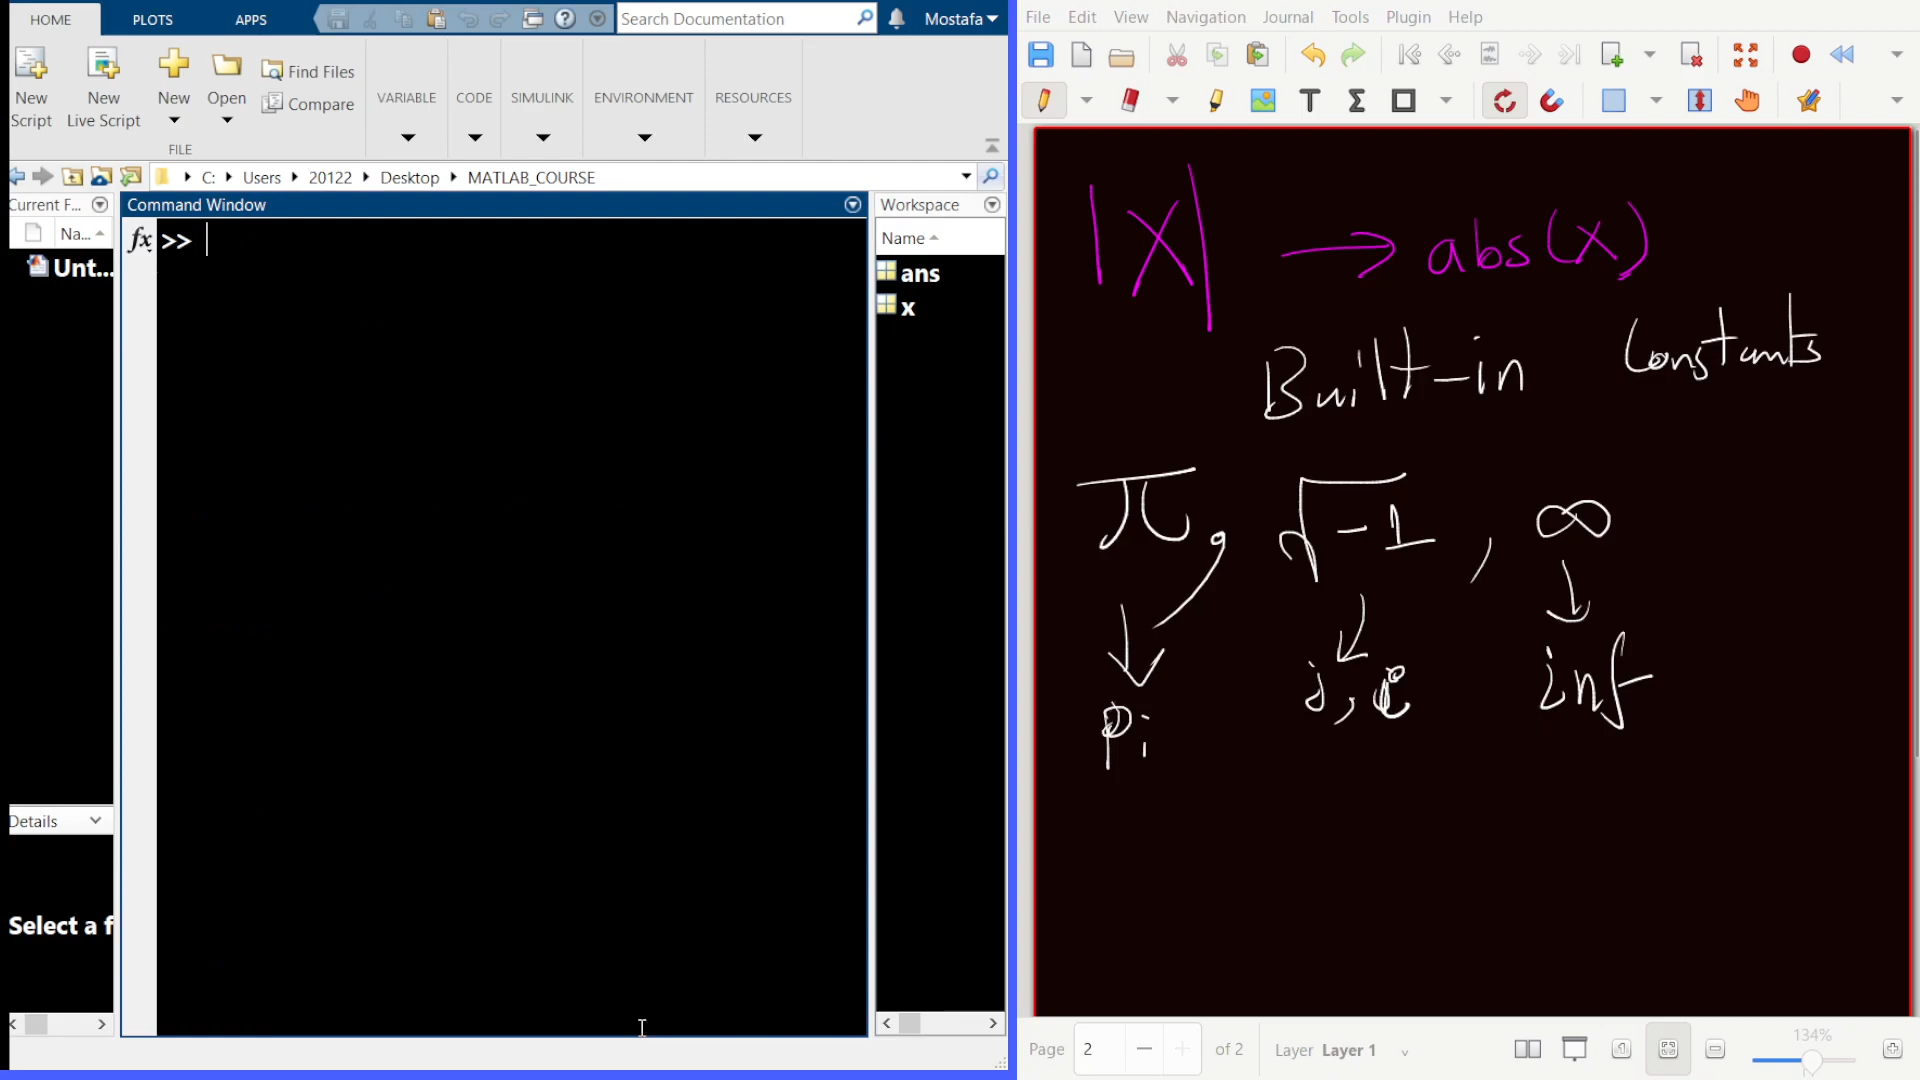 HOME PLOTS APPS Search Documentation Mostafa
New Script New Live Script New Open Find Files Compare VARIABLE CODE SIMULINK ENVIRONMENT RESOURCES
FILE
C: Users 20122 Desktop MATLAB_COURSE
Current F...
Na...
Unt...
Details
Select a f
Command Window
fx >>
Workspace
Name
ans
x
File Edit View Navigation Journal Tools Plugin Help
|X| → abs(x)
Built-in Constants
π, √-1, ∞
pi j, i inf
Page 2 of 2 Layer Layer 1 134%